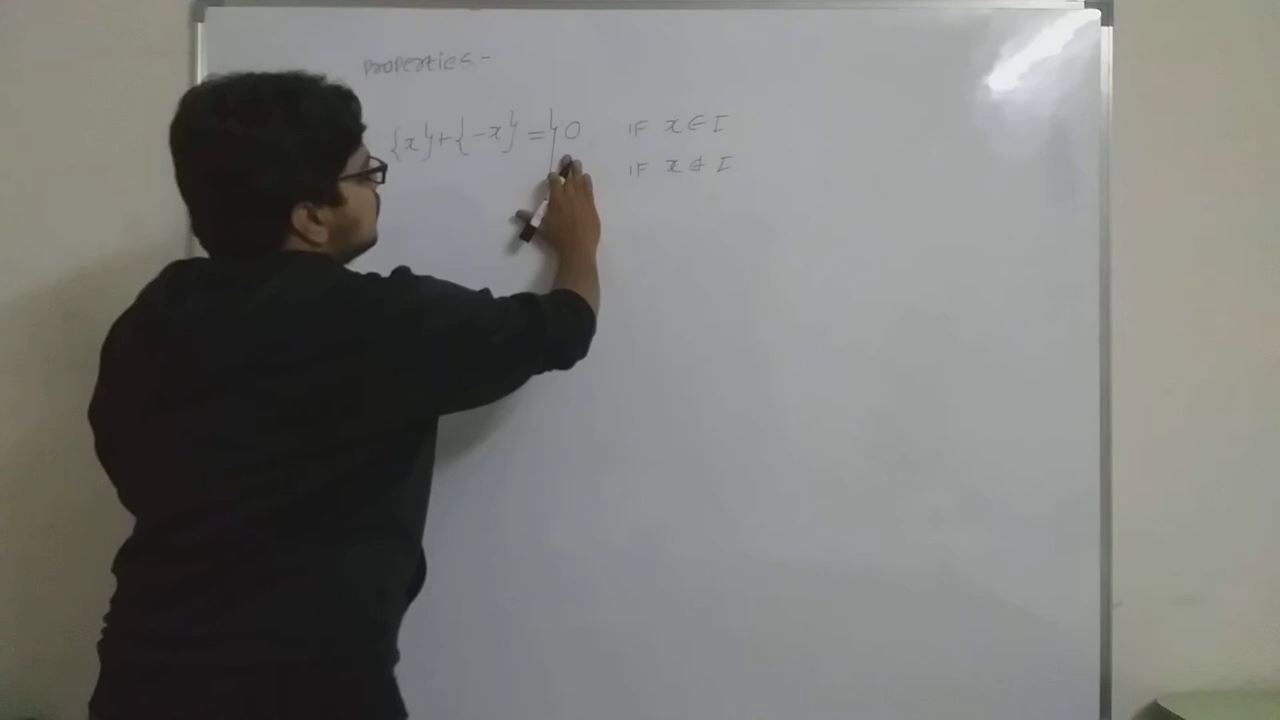 Properties -
{x} + {-x} = { 0 IF x ∈ I
IF x ∉ I